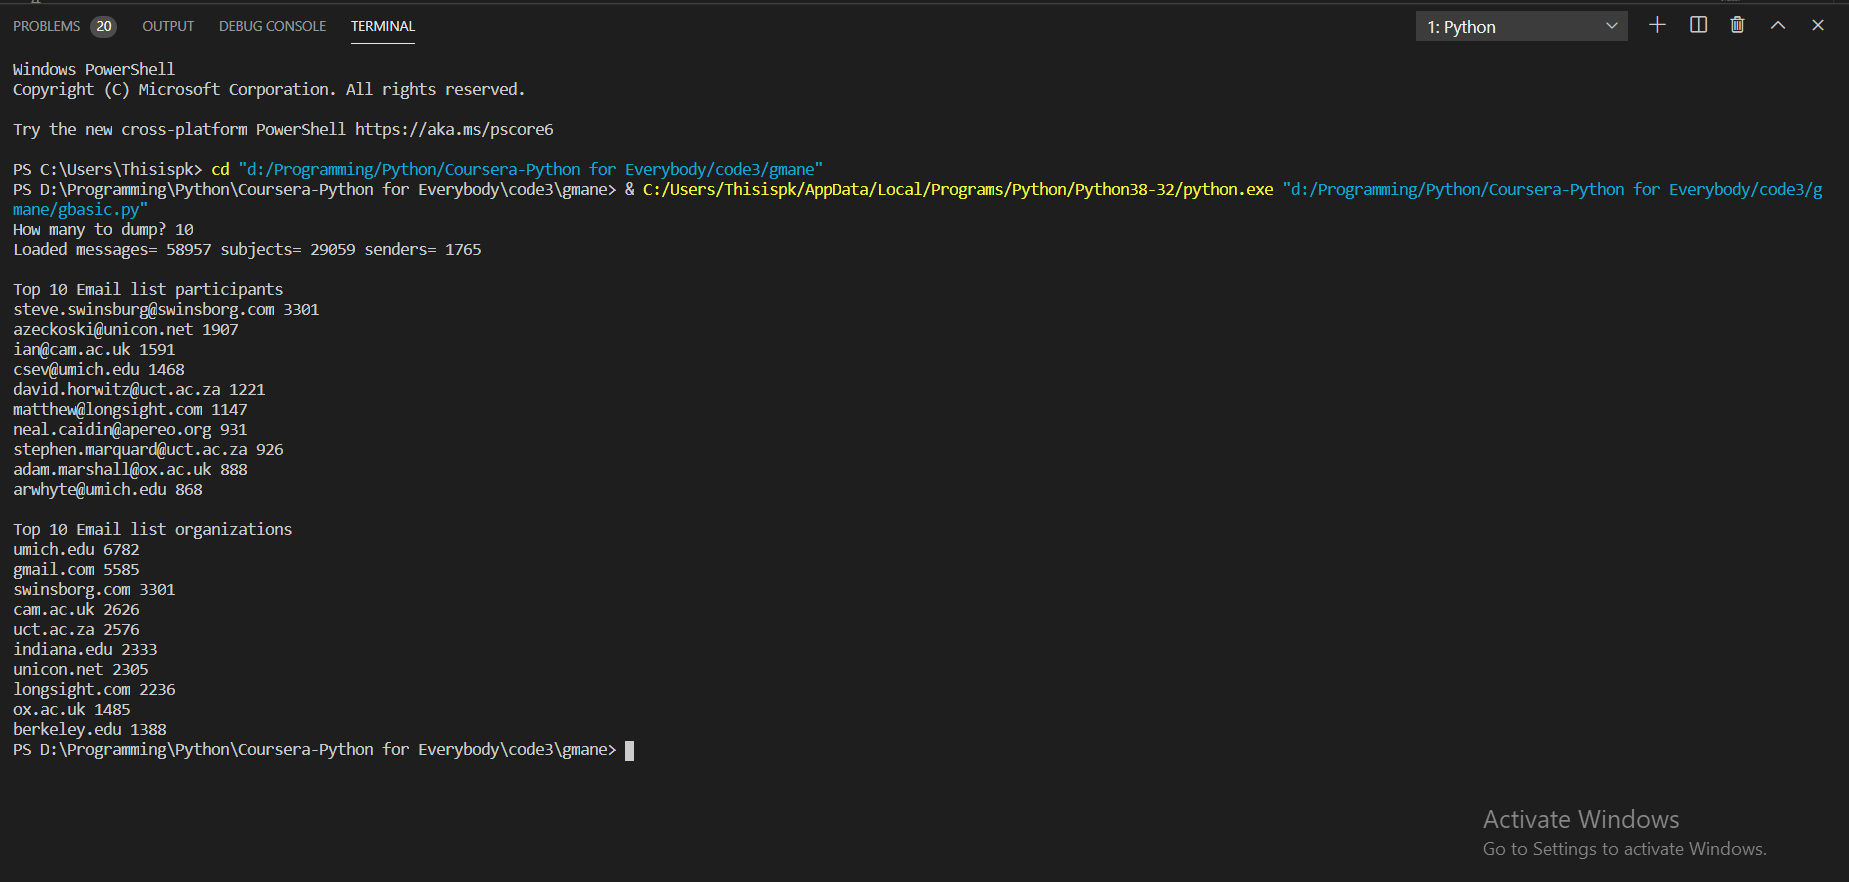 PROBLEMS 20 OUTPUT DEBUG CONSOLE TERMINAL 1: Python
Windows PowerShell
Copyright (C) Microsoft Corporation. All rights reserved.
Try the new cross-platform PowerShell https://aka.ms/pscore6
PS C:\Users\Thisispk> cd "d:/Programming/Python/Coursera-Python for Everybody/code3/gmane"
PS D:\Programming\Python\Coursera-Python for Everybody\code3\gmane> & C:/Users/Thisispk/AppData/Local/Programs/Python/Python38-32/python.exe "d:/Programming/Python/Coursera-Python for Everybody/code3/g
mane/gbasic.py"
How many to dump? 10
Loaded messages= 58957 subjects= 29059 senders= 1765
Top 10 Email list participants
steve.swinsburg@swinsborg.com 3301
azeckoski@unicon.net 1907
ian@cam.ac.uk 1591
csev@umich.edu 1468
david.horwitz@uct.ac.za 1221
matthew@longsight.com 1147
neal.caidin@apereo.org 931
stephen.marquard@uct.ac.za 926
adam.marshall@ox.ac.uk 888
arwhyte@umich.edu 868
Top 10 Email list organizations
umich.edu 6782
gmail.com 5585
swinsborg.com 3301
cam.ac.uk 2626
uct.ac.za 2576
indiana.edu 2333
unicon.net 2305
longsight.com 2236
ox.ac.uk 1485
berkeley.edu 1388
PS D:\Programming\Python\Coursera-Python for Everybody\code3\gmane>
Activate Windows
Go to Settings to activate Windows.